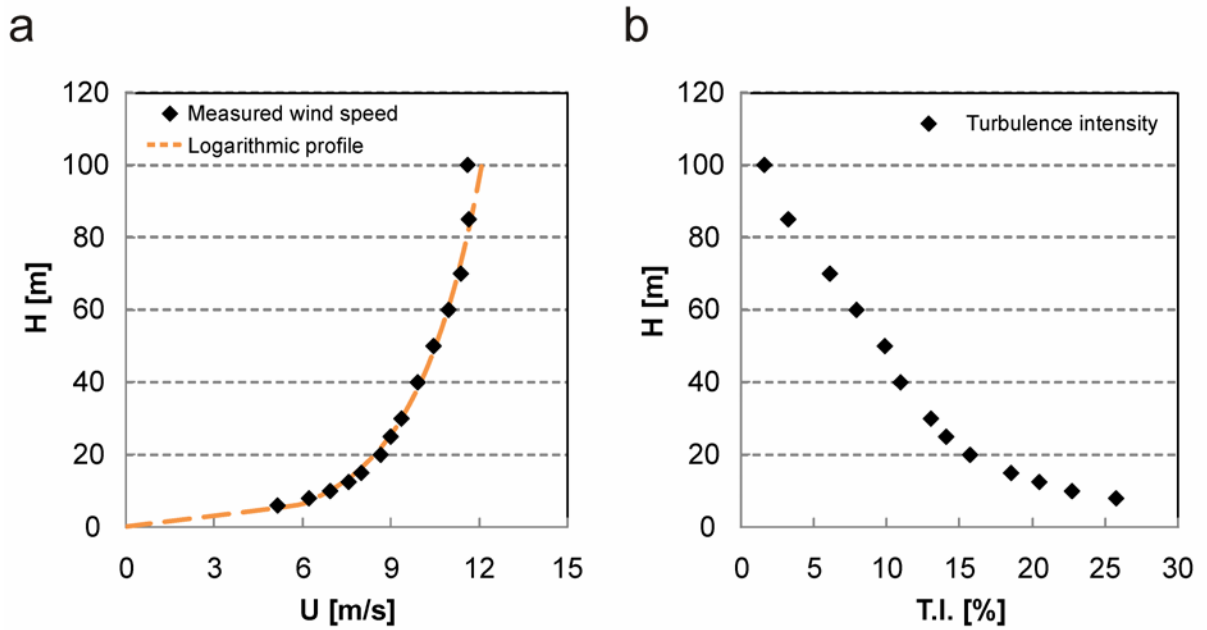 a
120
100
80
60
40
20
0
H [m]
Measured wind speed
Logarithmic profile
0 3 6 9 12 15
U [m/s]
b
120
100
80
60
40
20
0
H [m]
Turbulence intensity
0 5 10 15 20 25 30
T.I. [%]